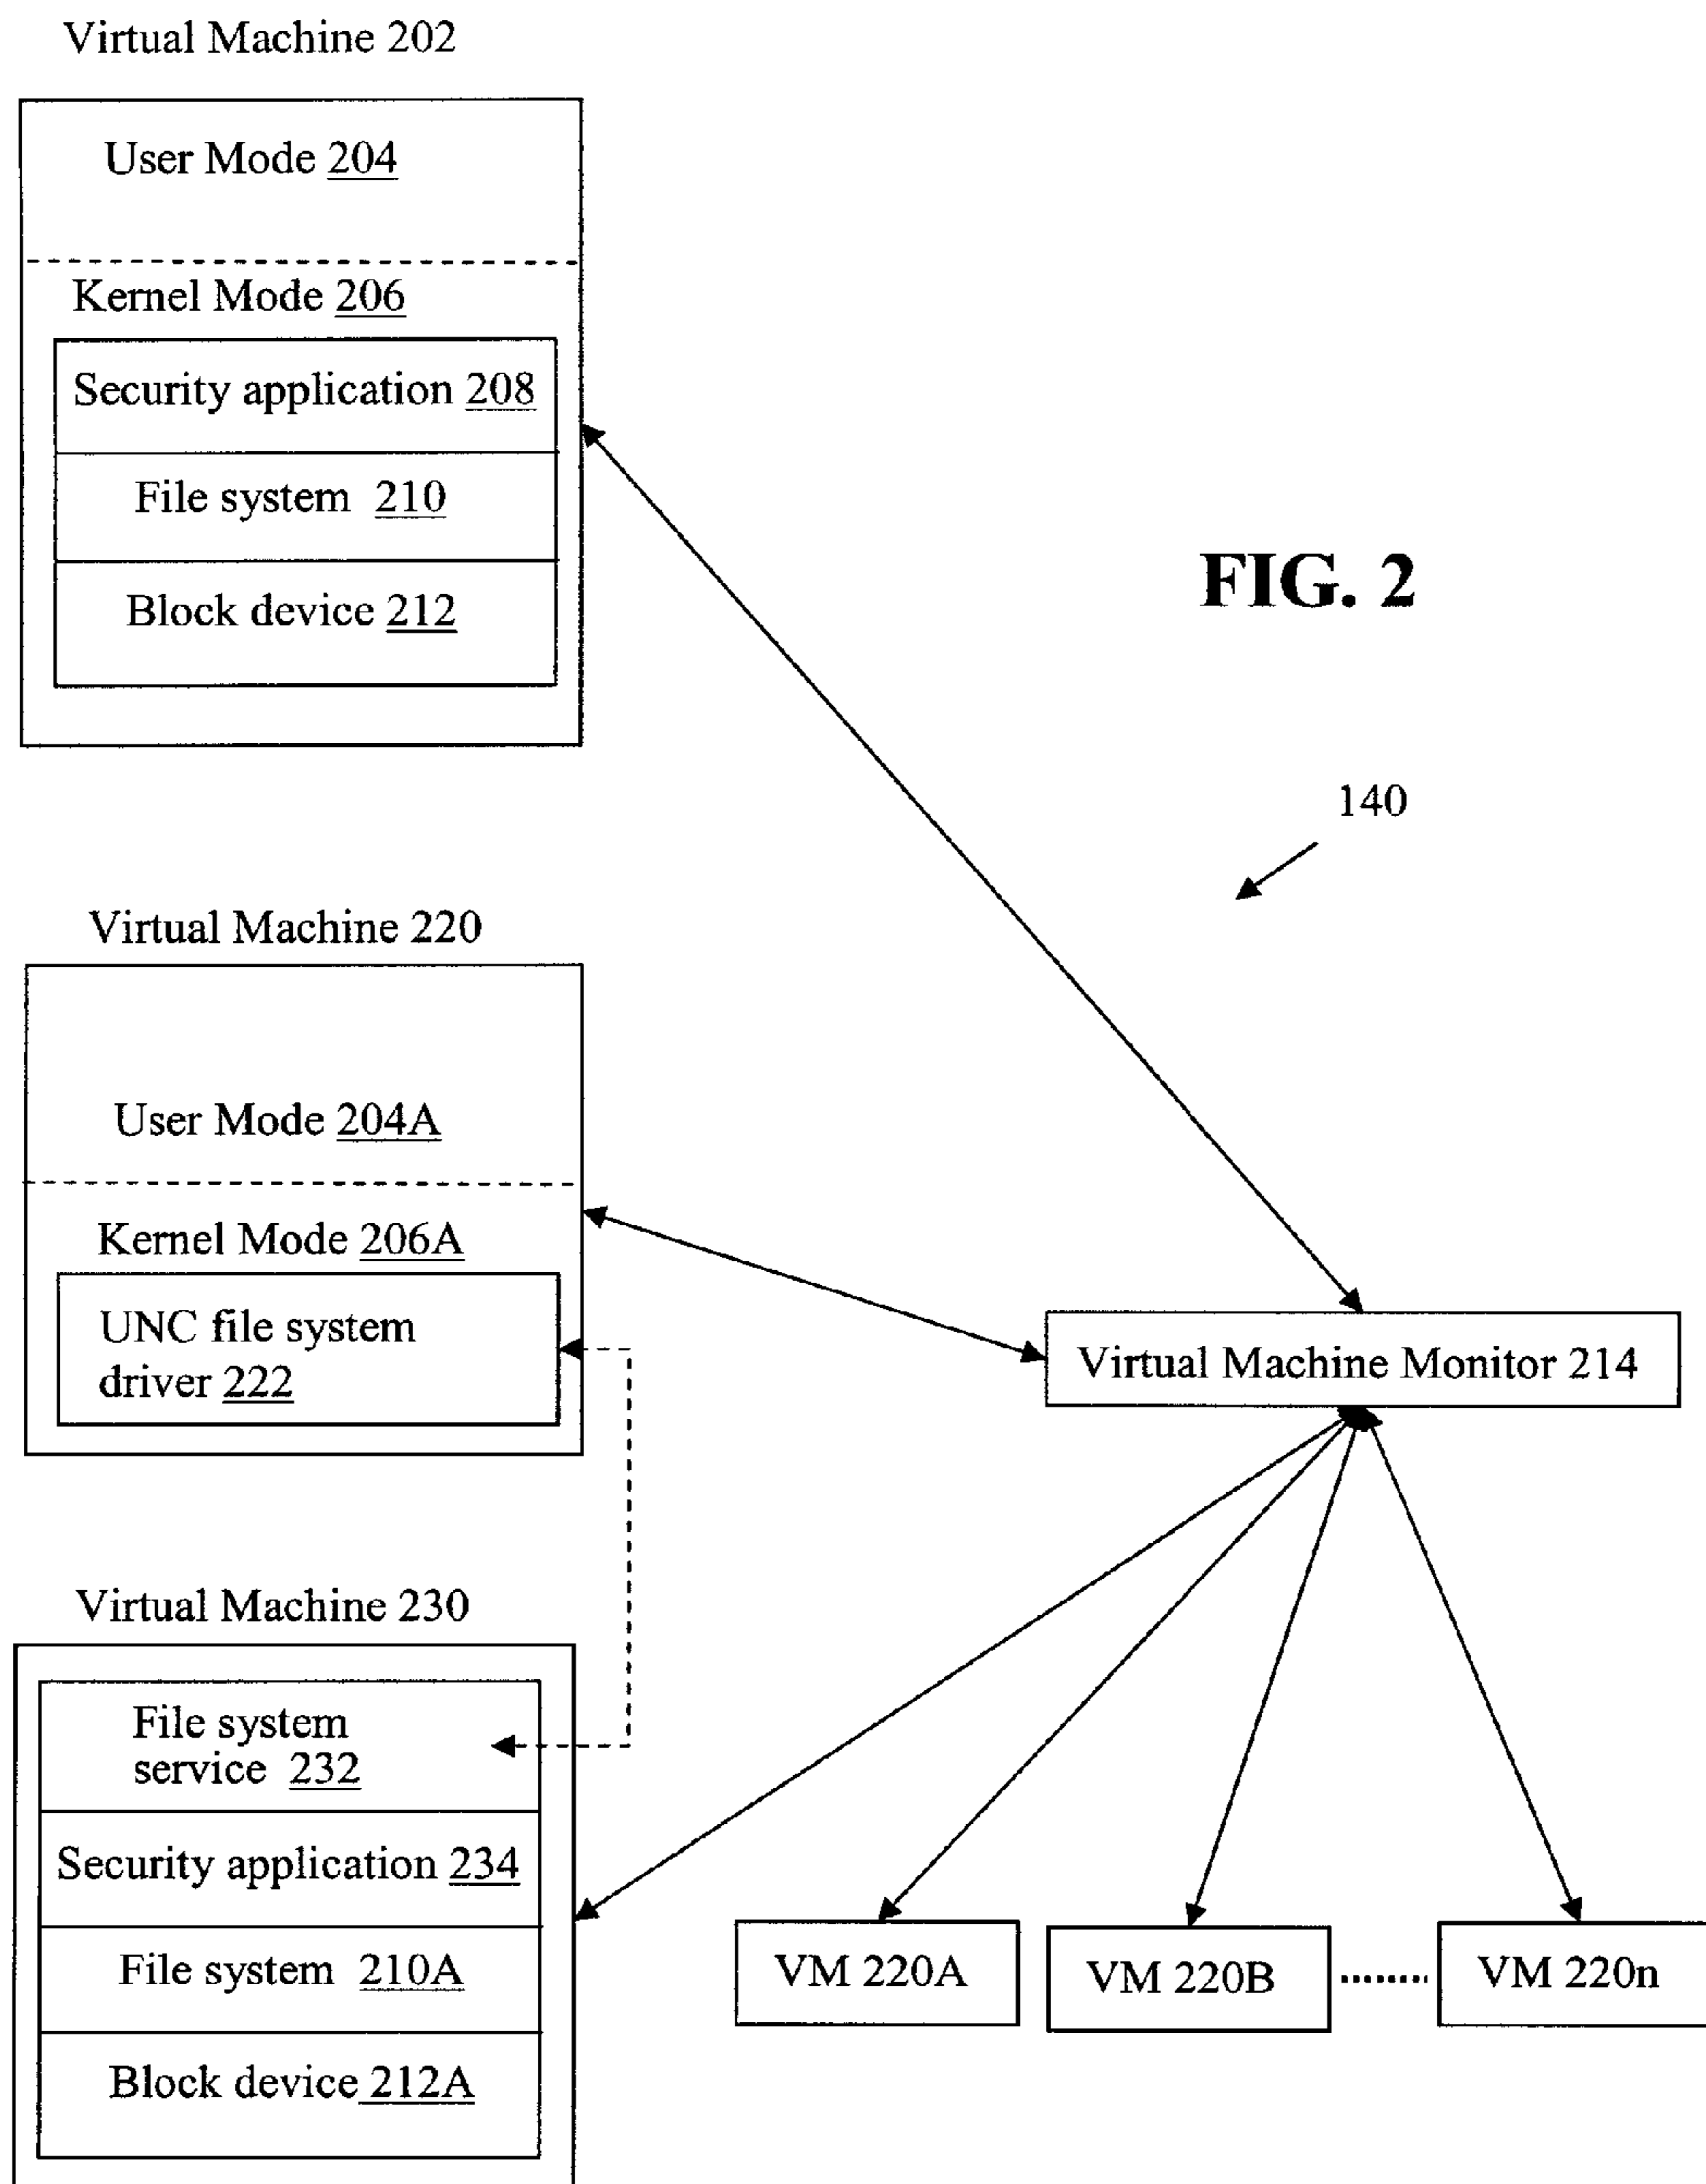 Virtual Machine 202
User Mode 204
Kernel Mode 206
Security application 208
File system 210
Block device 212
FIG. 2
140
Virtual Machine 220
User Mode 204A
Kernel Mode 206A
UNC file system
driver 222
Virtual Machine Monitor 214
Virtual Machine 230
File system
service 232
Security application 234
File system 210A
Block device 212A
VM 220A
VM 220B
VM 220n